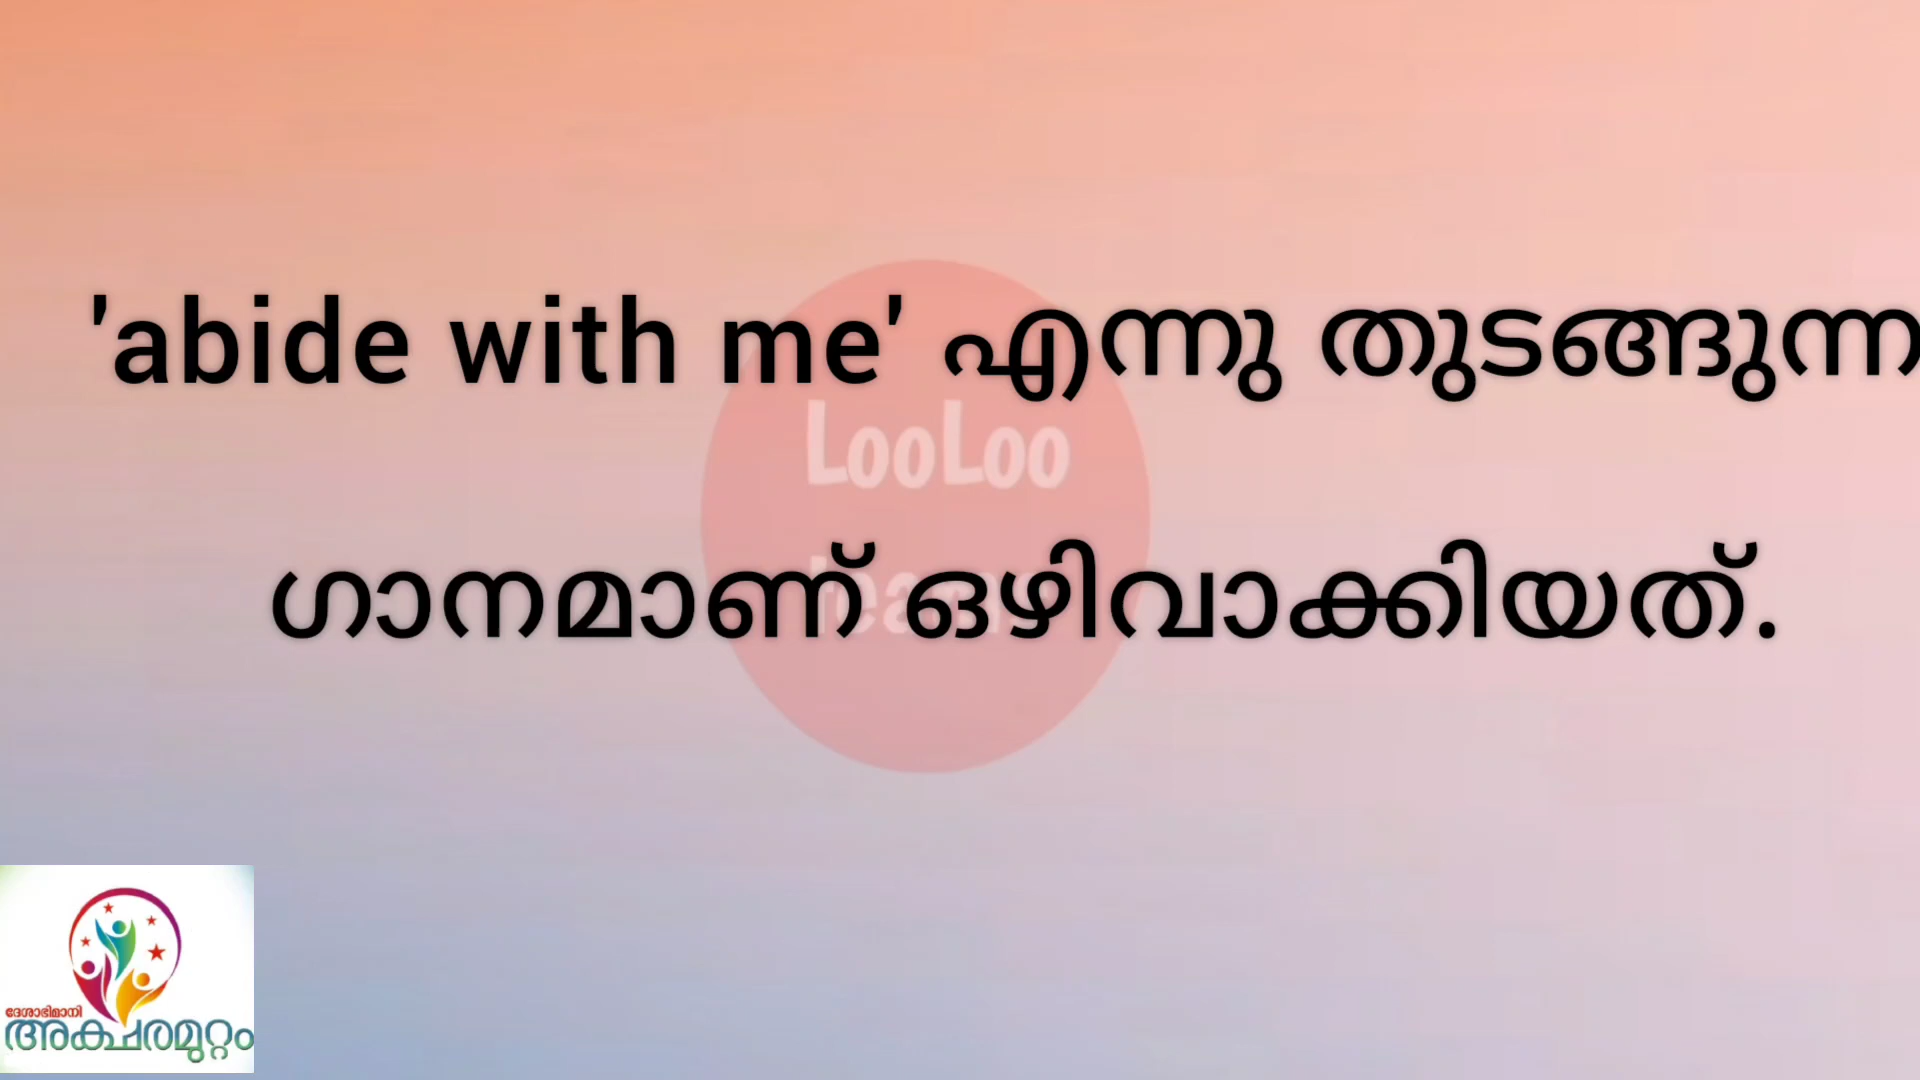 'abide with me' എന്നു തുടങ്ങുന്ന
LooLoo
ഗാനമാണ് ഒഴിവാക്കിയത്.
ദേശാഭിമാനി
അക്ഷരമുറ്റം